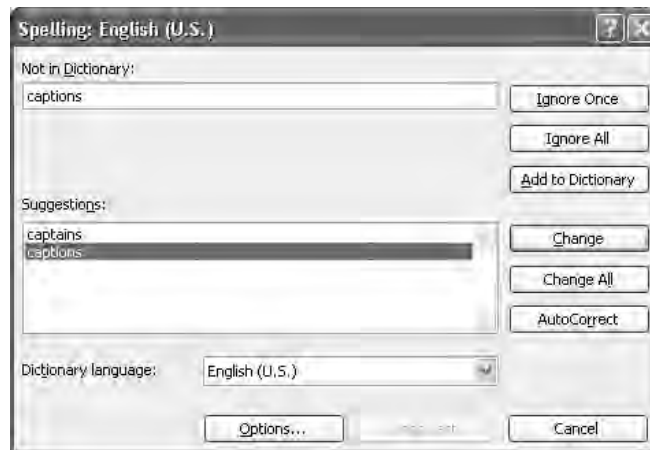 Spelling: English (U.S.)
Not in Dictionary:
captions
Ignore Once
Ignore All
Add to Dictionary
Suggestions:
captains
captions
Change
Change All
AutoCorrect
Dictionary language:
English (U.S.)
Options...
Cancel